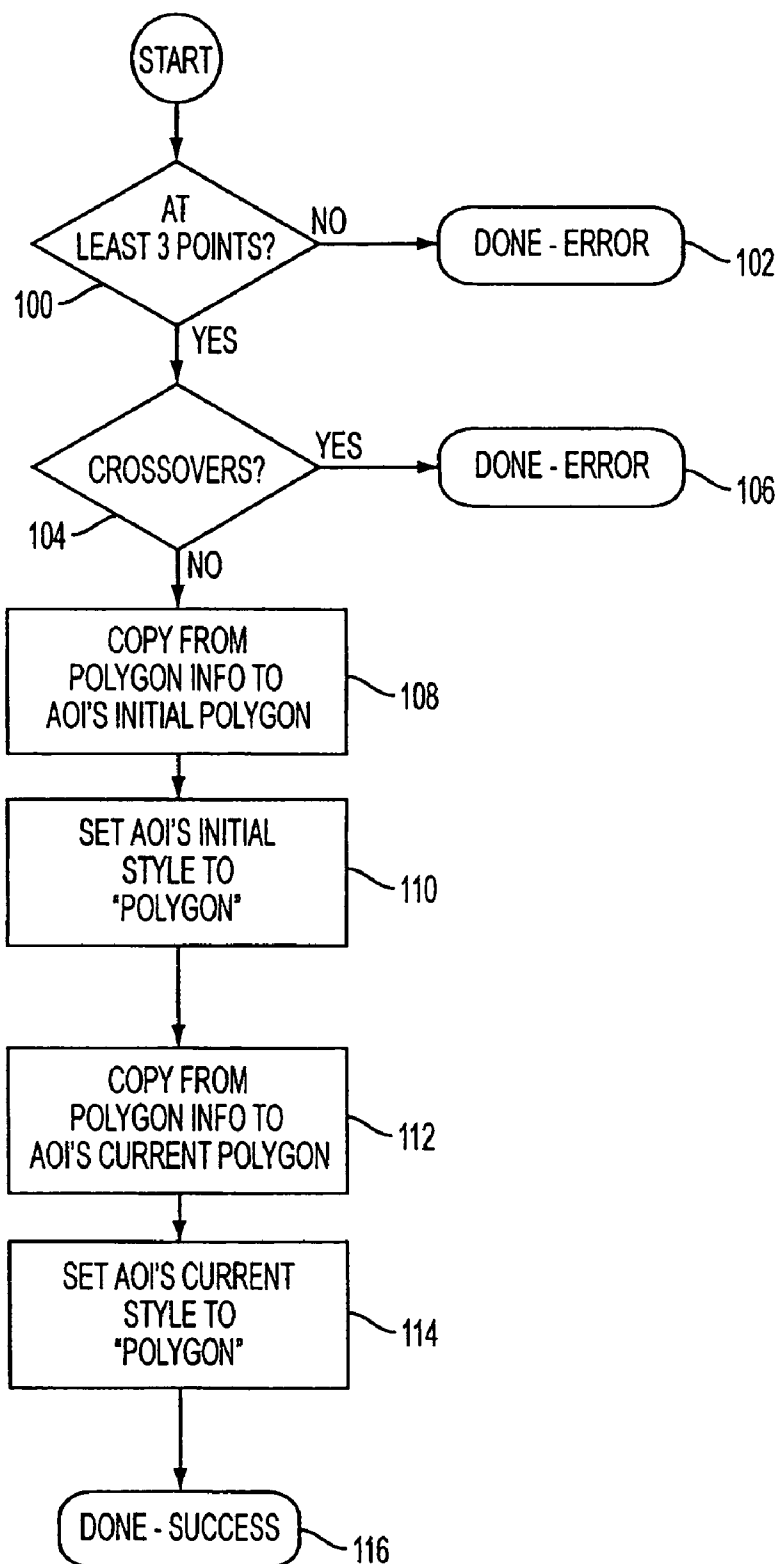 START
AT
LEAST 3 POINTS?
NO
DONE - ERROR
102
100
YES
CROSSOVERS?
YES
DONE - ERROR
106
104
NO
COPY FROM
POLYGON INFO TO
AOI'S INITIAL POLYGON
108
SET AOI'S INITIAL
STYLE TO
"POLYGON"
110
COPY FROM
POLYGON INFO TO
AOI'S CURRENT POLYGON
112
SET AOI'S CURRENT
STYLE TO
"POLYGON"
114
DONE - SUCCESS
116